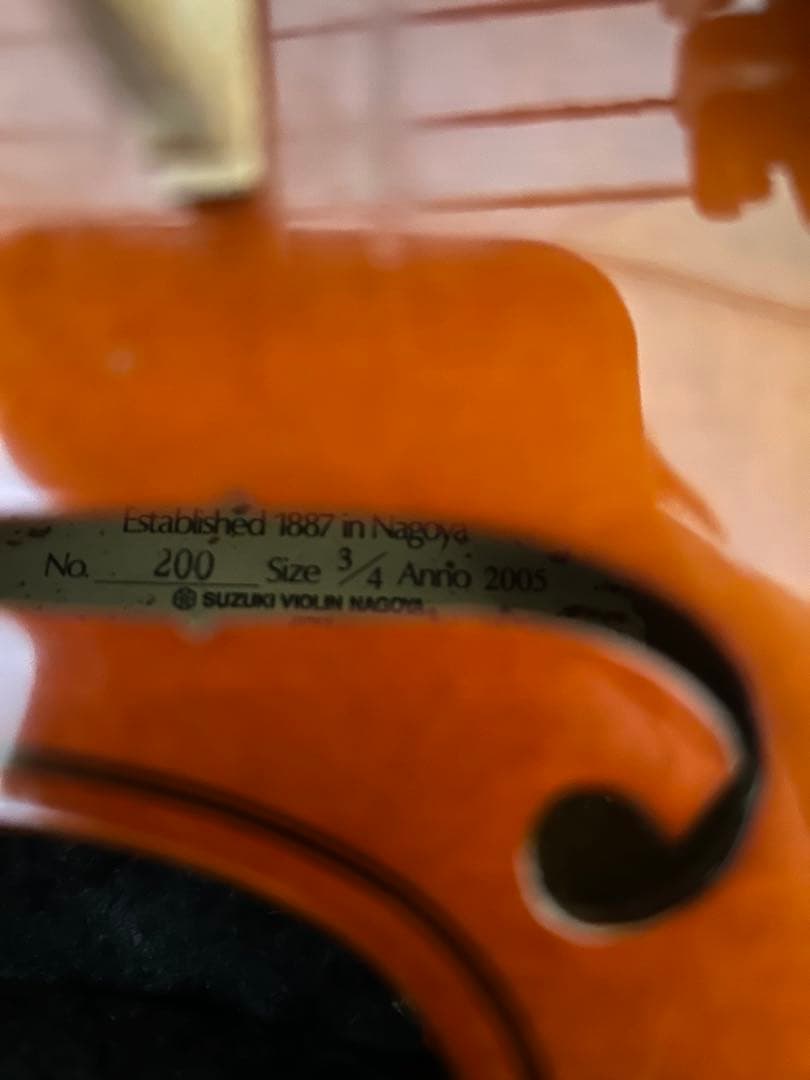 Established 1887 in Nagoya
No. 200 Size 3/4 Anno 2005
SUZUKI VIOLIN NAGOYA